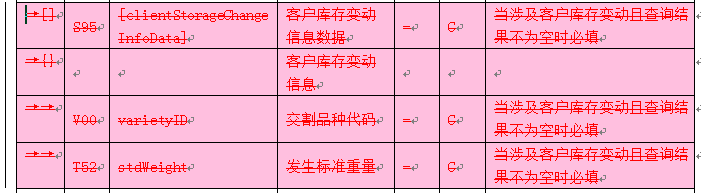 →[]
S95
[clientStorageChange
InfoData]
客户库存变动
信息数据
-
C
当涉及客户库存变动且查询结
果不为空时必填
→{}
客户库存变动
信息
→→
V00
varietyID
交割品种代码
-
C
当涉及客户库存变动且查询结
果不为空时必填
→→
T52
stdWeight
发生标准重量
-
C
当涉及客户库存变动且查询结
果不为空时必填